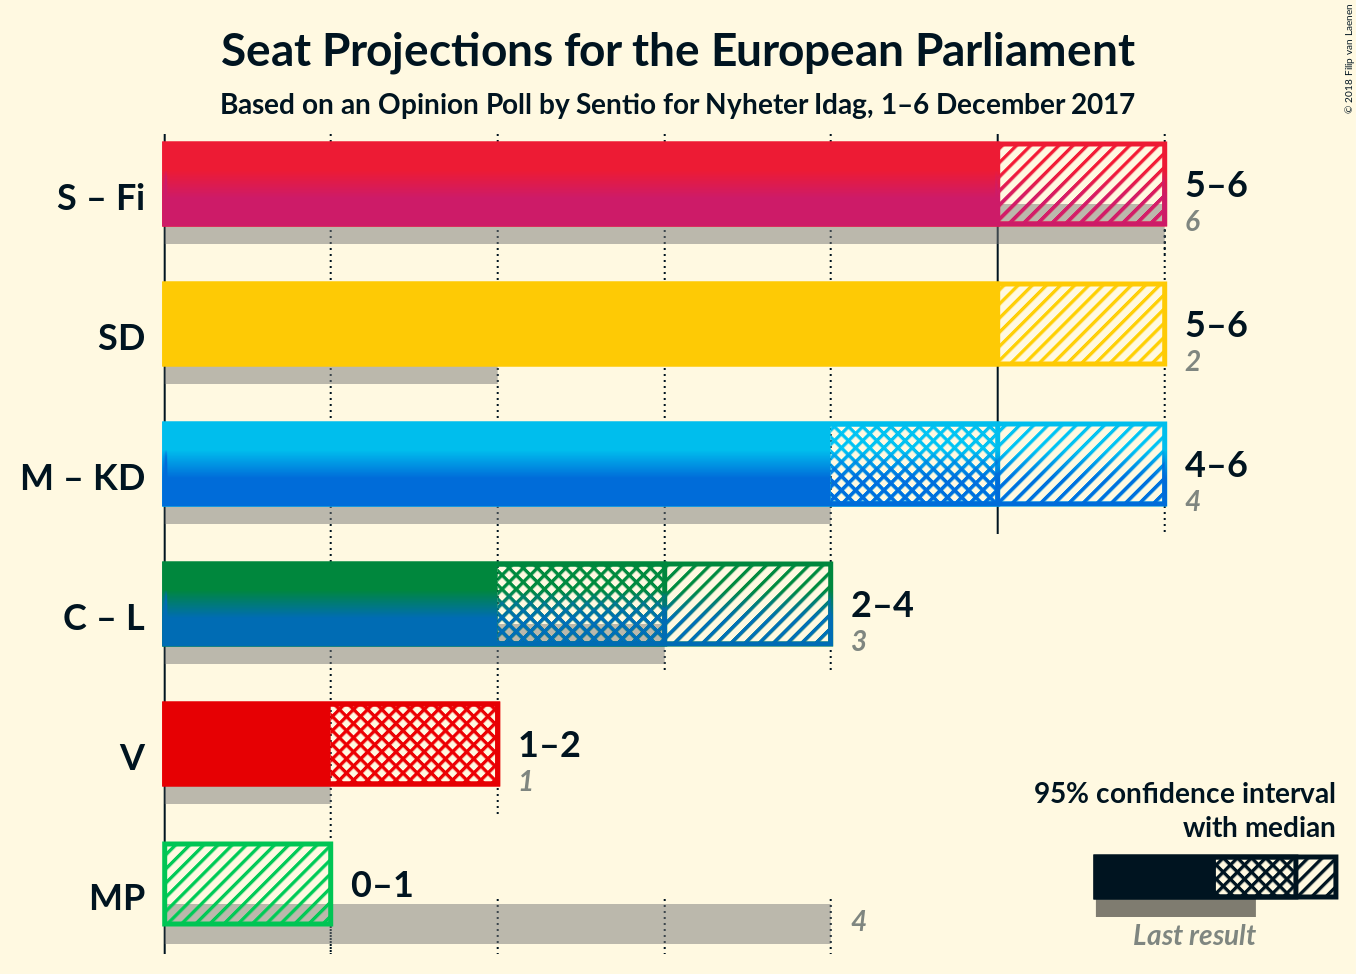 Seat Projections for the European Parliament
Based on an Opinion Poll by Sentio for Nyheter Idag, 1–6 December 2017
© 2018 Filip van Laenen
S – Fi
5–6
6
SD
5–6
2
M – KD
4–6
4
C – L
2–4
3
V
1–2
1
MP
0–1
4
95% confidence interval
with median
Last result